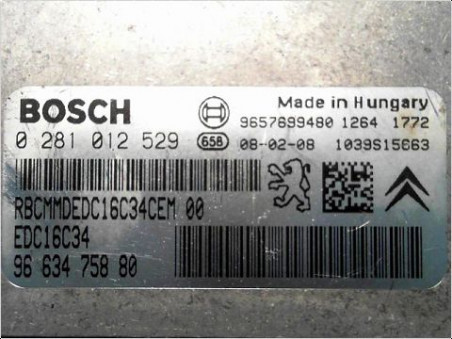 BOSCH
Made in Hungary
9657699480 1264 1772
0 281 012 529
658
08-02-08 1039S15663
RBCMMDEDC16C34CEM 00
EDC16C34
96 634 758 80